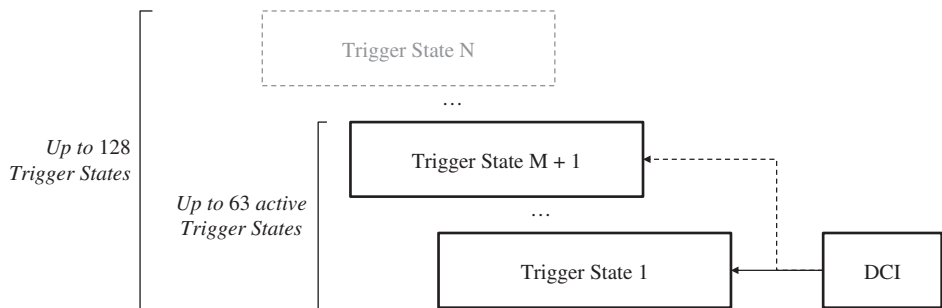 Trigger State N
…
Up to 128
Trigger States
Trigger State M + 1
Up to 63 active
Trigger States
…
Trigger State 1
DCI